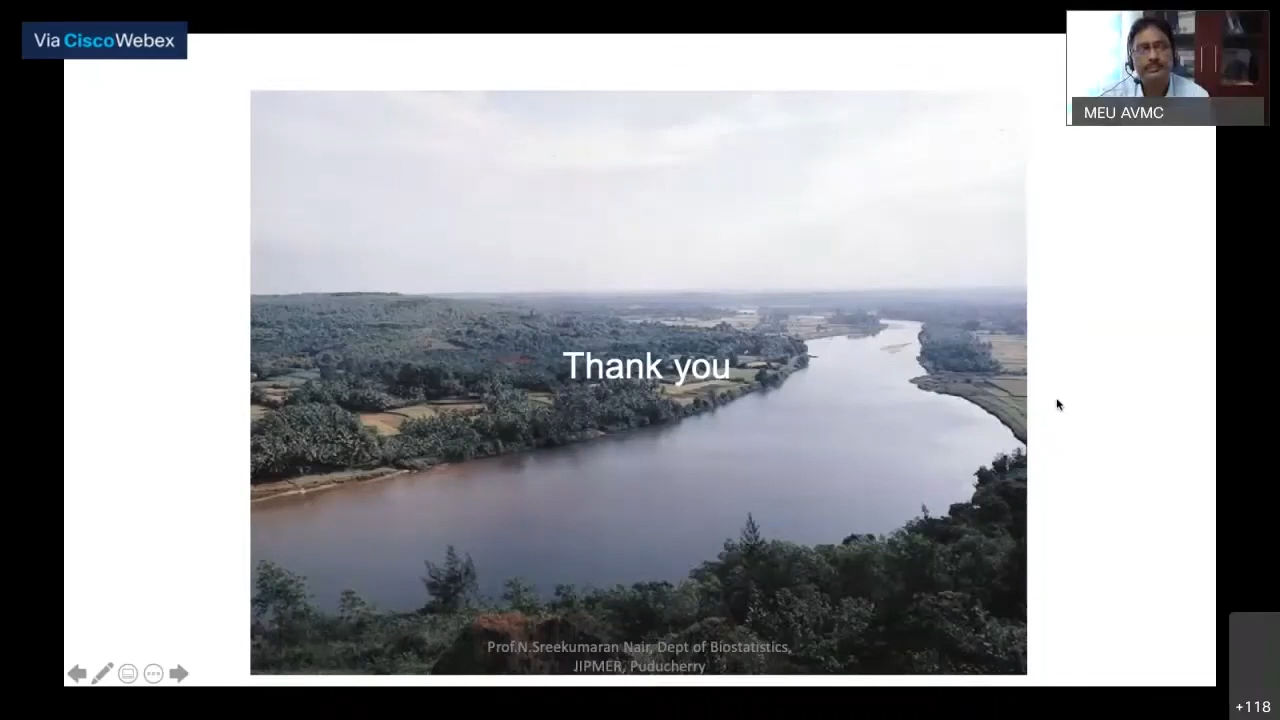 Via CiscoWebex
MEU AVMC
Thank you
Prof.N.Sreekumaran Nair, Dept of Biostatistics,
JIPMER, Puducherry
+118